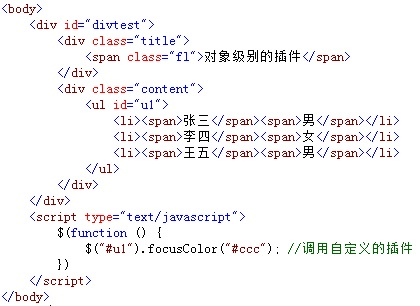 <body>
    <div id="divtest">
        <div class="title">
            <span class="fl">对象级别的插件</span>
        </div>
        <div class="content">
            <ul id="u1">
                <li><span>张三</span><span>男</span></li>
                <li><span>李四</span><span>女</span></li>
                <li><span>王五</span><span>男</span></li>
            </ul>
        </div>
    </div>
    <script type="text/javascript">
        $(function () {
            $("#u1").focusColor("#ccc"); //调用自定义的插件
        })
    </script>
</body>